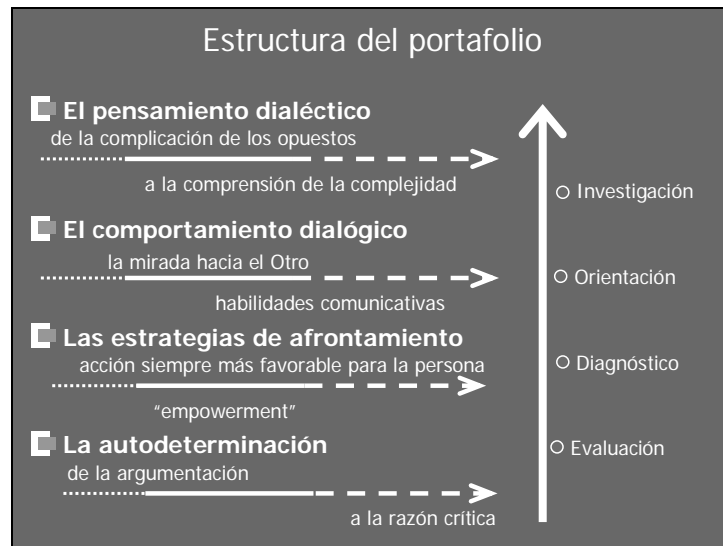 Estructura del portafolio
El pensamiento dialéctico
de la complicación de los opuestos
a la comprensión de la complejidad
El comportamiento dialógico
la mirada hacia el Otro
habilidades comunicativas
Las estrategias de afrontamiento
acción siempre más favorable para la persona
“empowerment”
La autodeterminación
de la argumentación
a la razón crítica
Investigación
Orientación
Diagnóstico
Evaluación